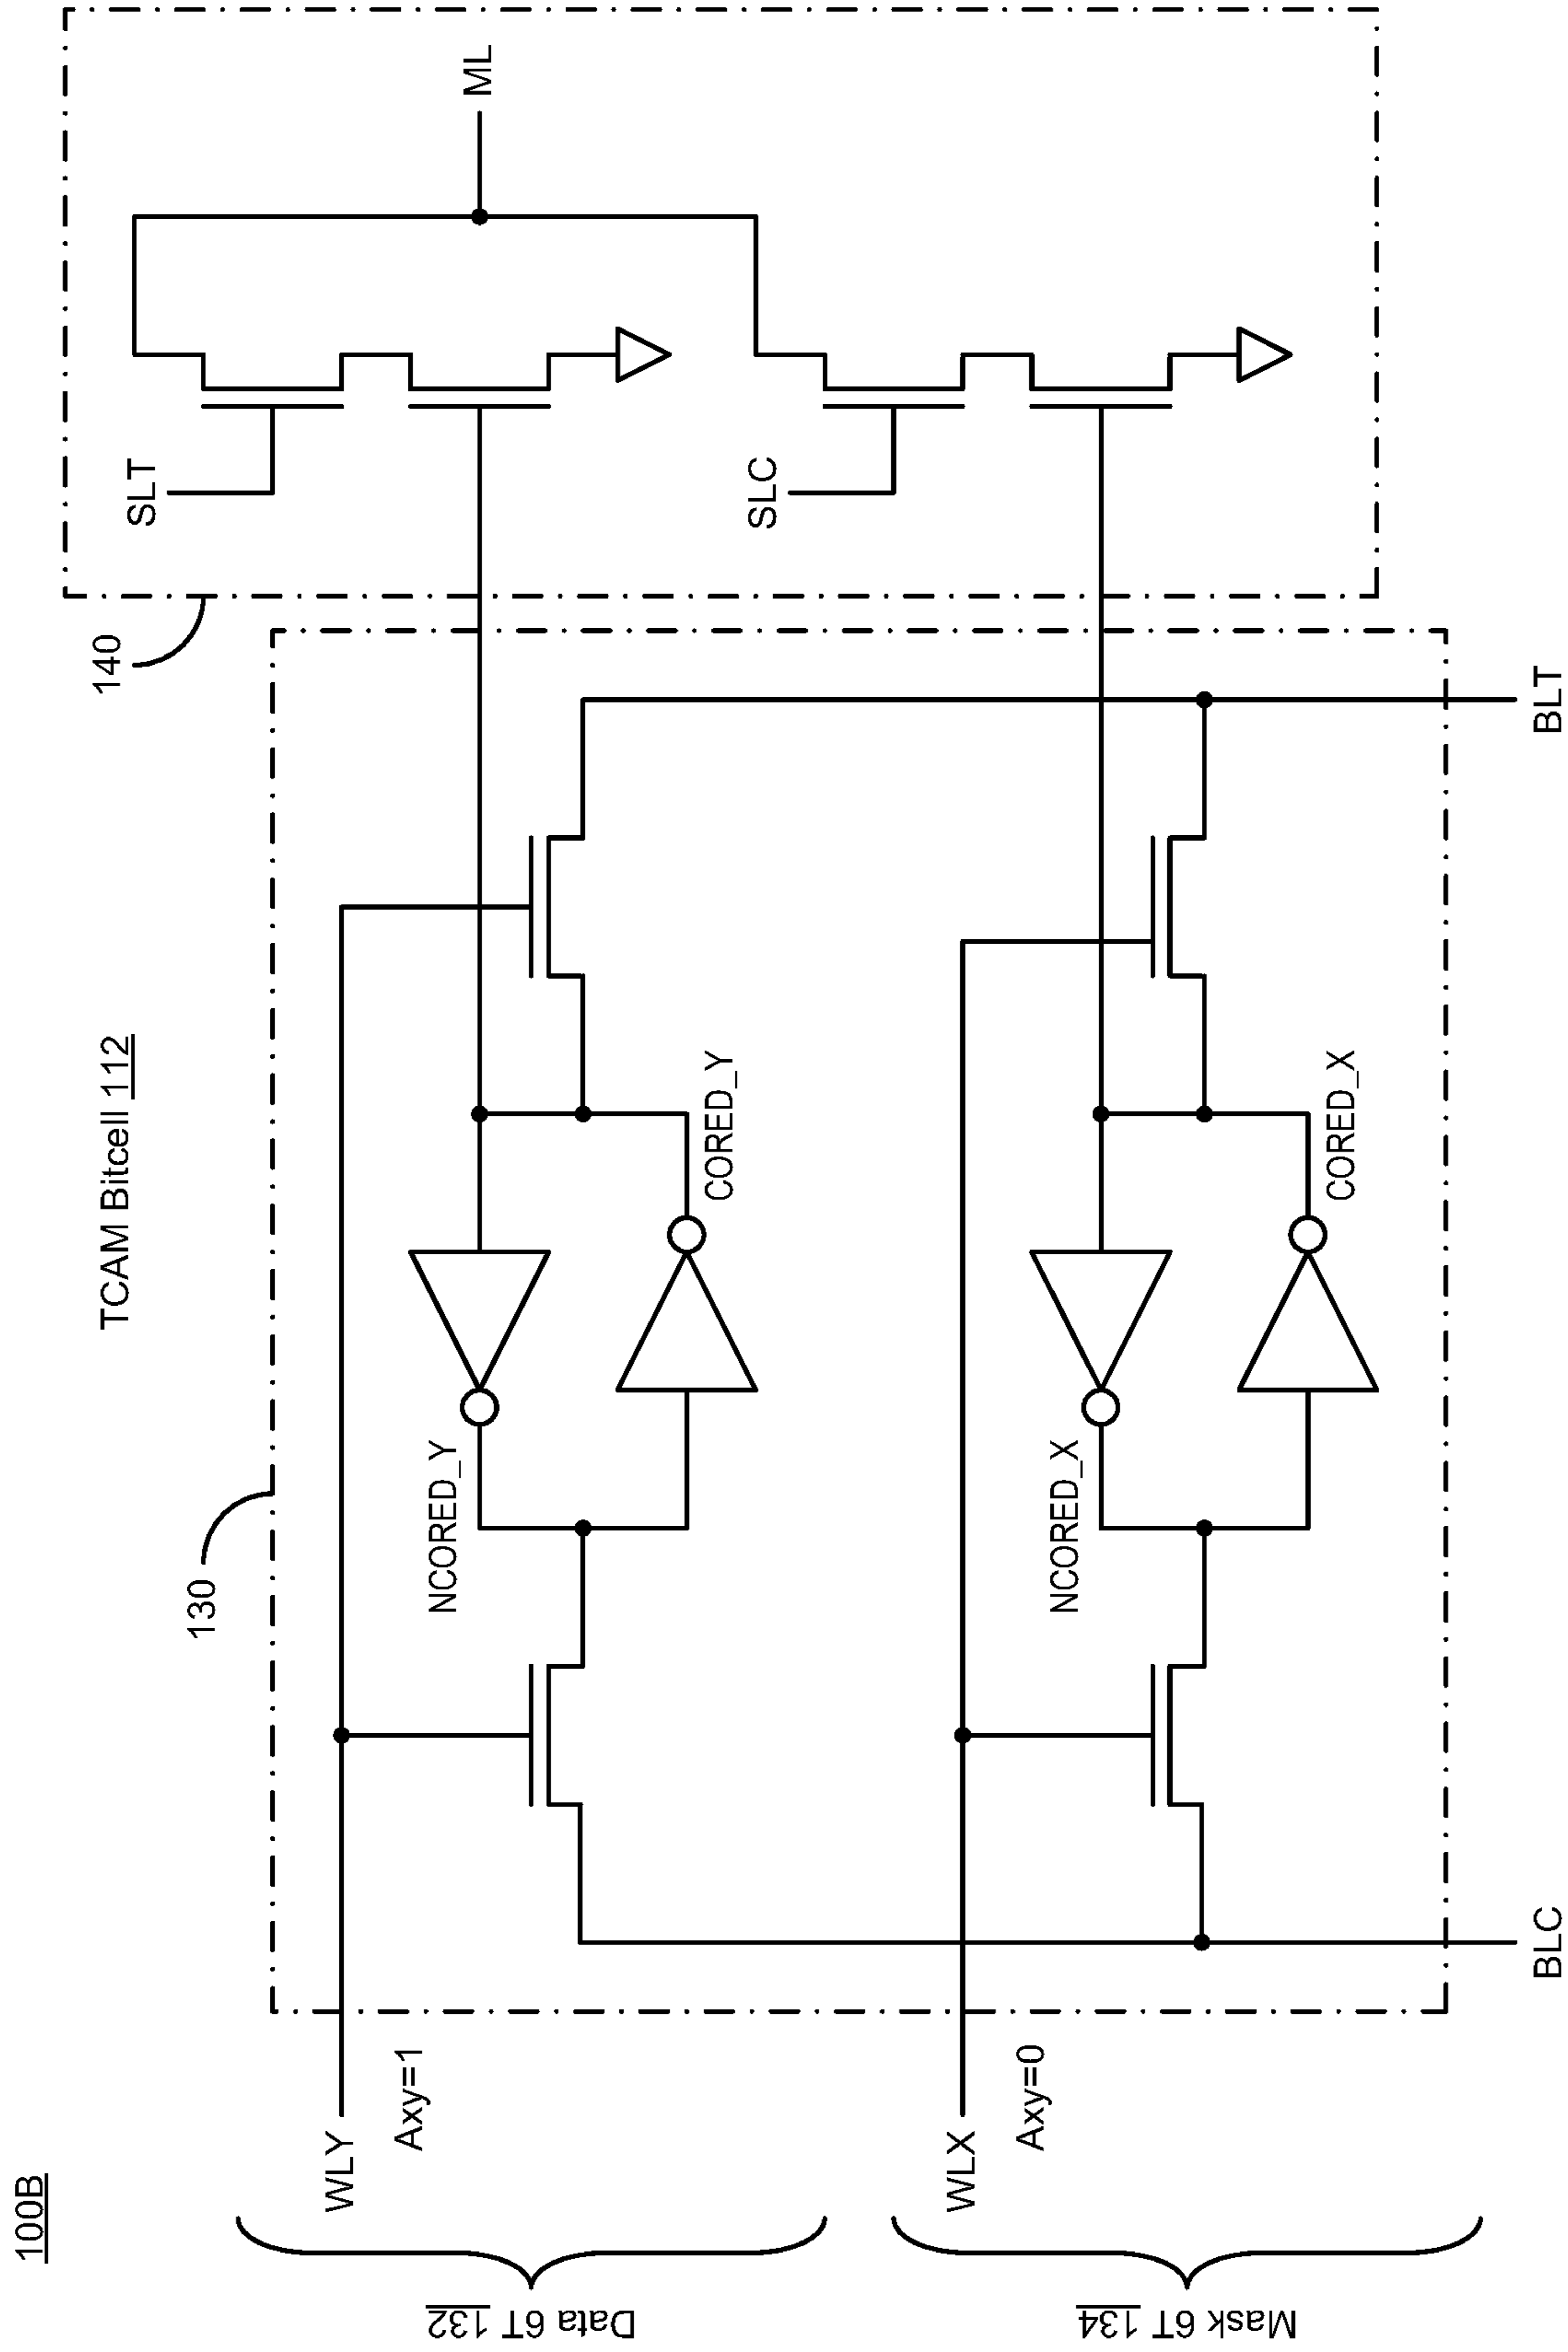 100B
TCAM Bitcell 112
130
140
WLY
Axy=1
Data 6T 132
NCORED_Y
CORED_Y
SLT
ML
SLC
WLX
Axy=0
Mask 6T 134
NCORED_X
CORED_X
BLC
BLT